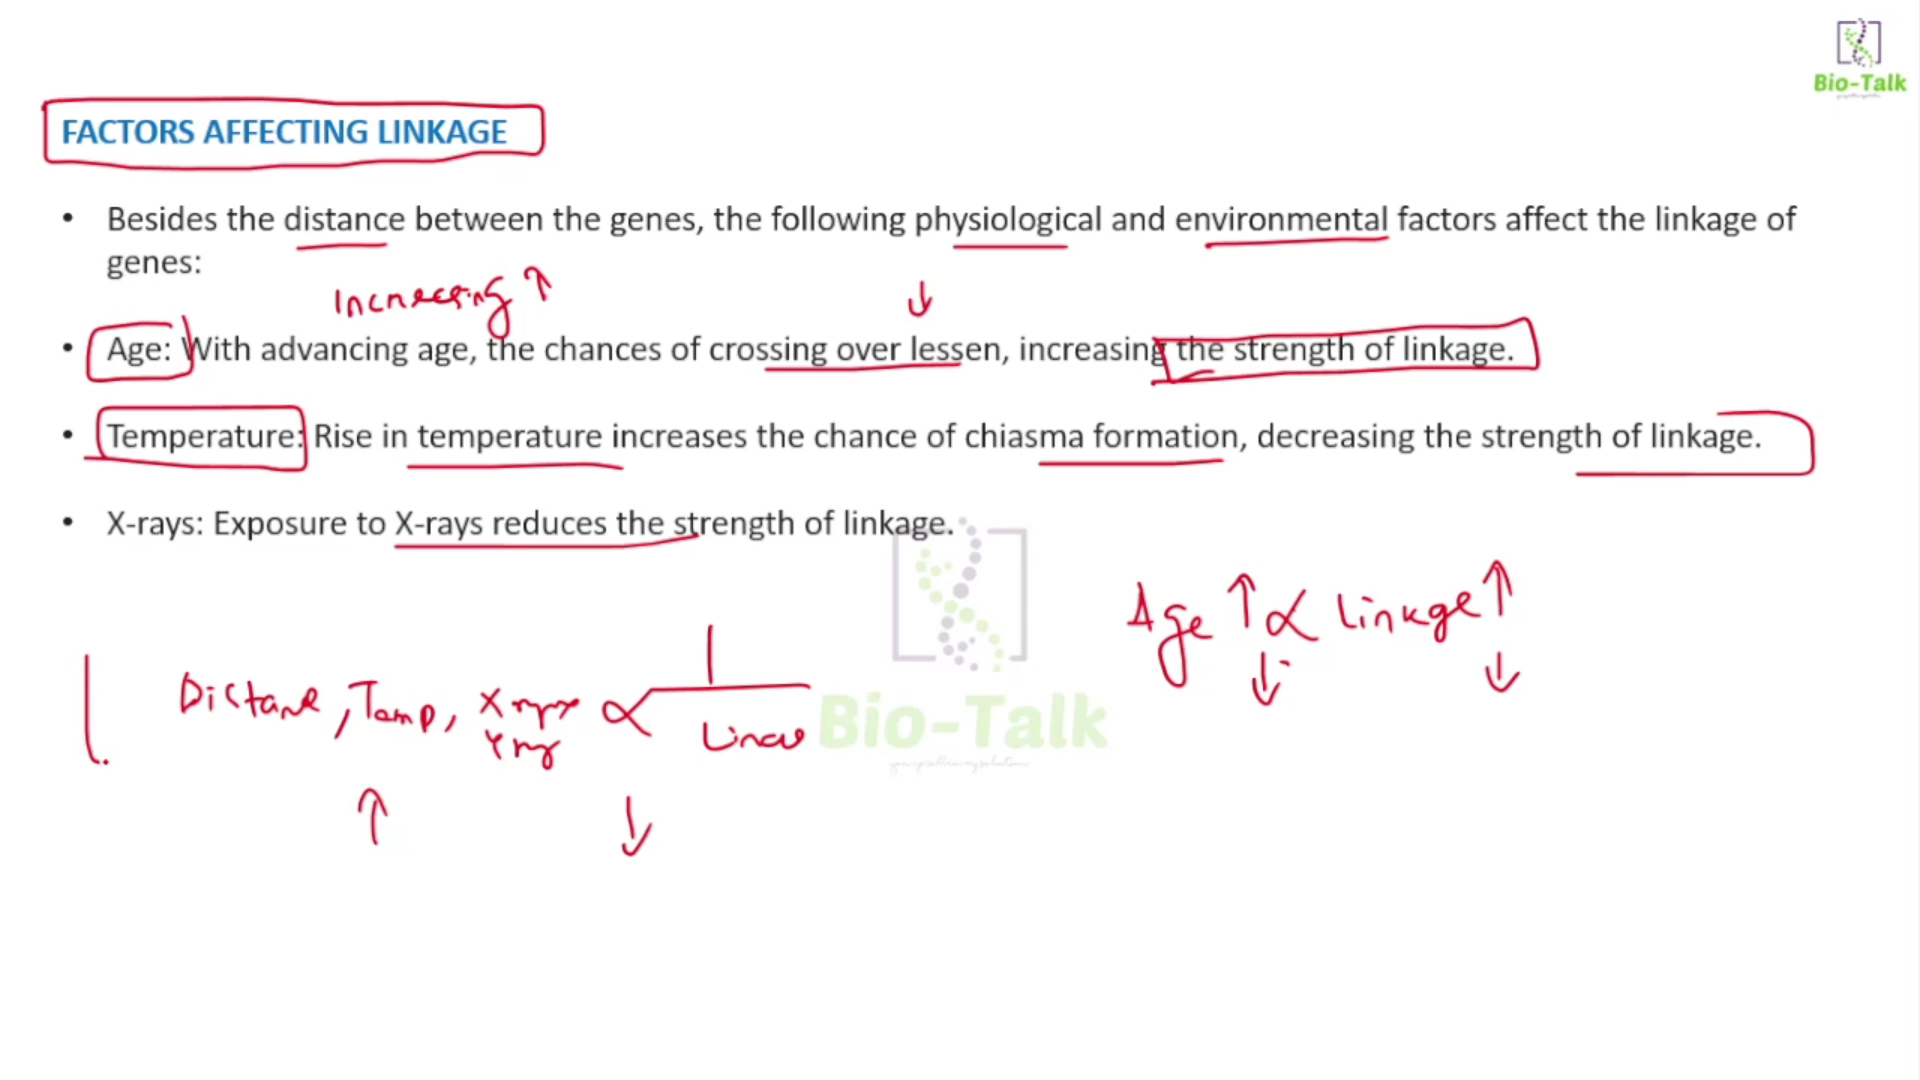 Bio-Talk
FACTORS AFFECTING LINKAGE
• Besides the distance between the genes, the following physiological and environmental factors affect the linkage of
genes:
Increasing ↑ ↓
• Age: With advancing age, the chances of crossing over lessen, increasing the strength of linkage.
• Temperature: Rise in temperature increases the chance of chiasma formation, decreasing the strength of linkage.
• X-rays: Exposure to X-rays reduces the strength of linkage.
Age ↑ ∝ Linkge ↑
↓ ↓
Distane, Temp, X rays ∝ 1
Y ray
Bio-Talk
↑ ↓